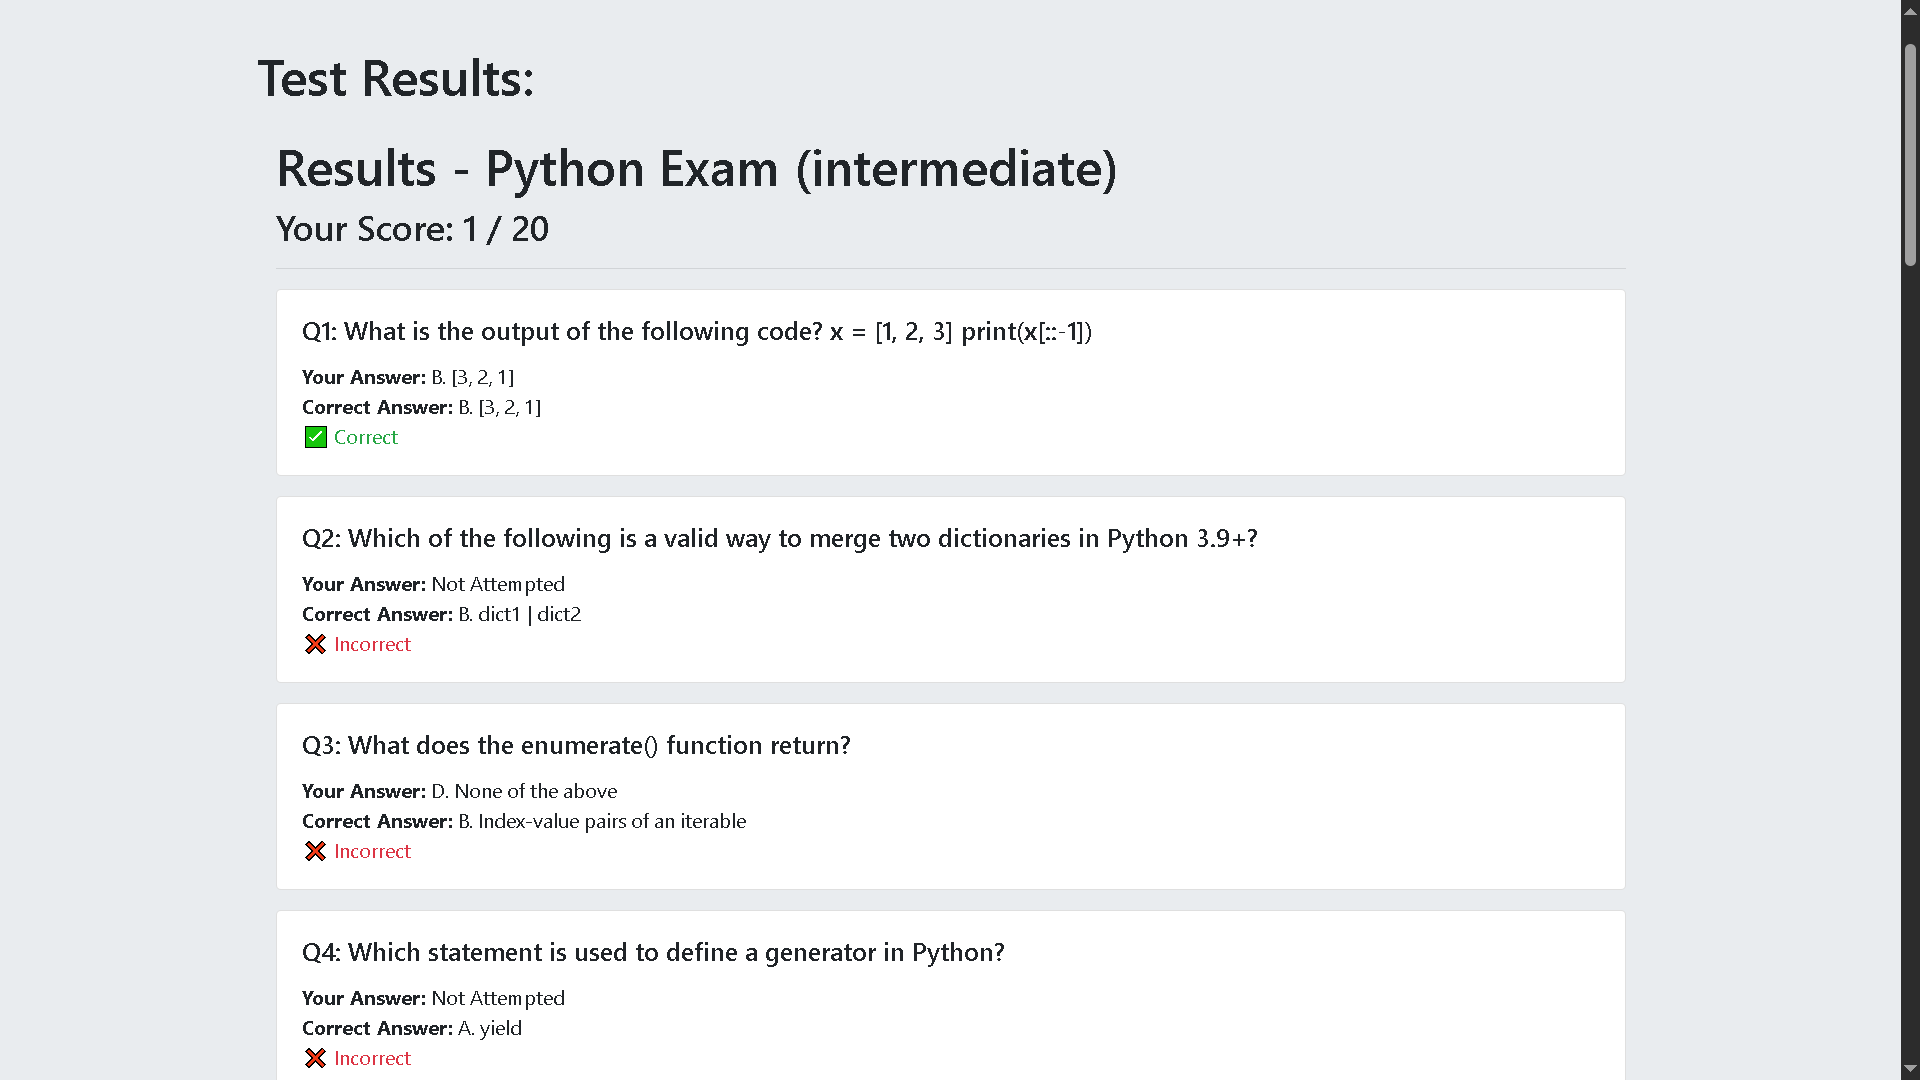 Test Results:
Results - Python Exam (intermediate)
Your Score: 1 / 20
Q1: What is the output of the following code? x = [1, 2, 3] print(x[::-1])
Your Answer: B. [3, 2, 1]
Correct Answer: B. [3, 2, 1]
✅ Correct
Q2: Which of the following is a valid way to merge two dictionaries in Python 3.9+?
Your Answer: Not Attempted
Correct Answer: B. dict1 | dict2
❌ Incorrect
Q3: What does the enumerate() function return?
Your Answer: D. None of the above
Correct Answer: B. Index-value pairs of an iterable
❌ Incorrect
Q4: Which statement is used to define a generator in Python?
Your Answer: Not Attempted
Correct Answer: A. yield
❌ Incorrect